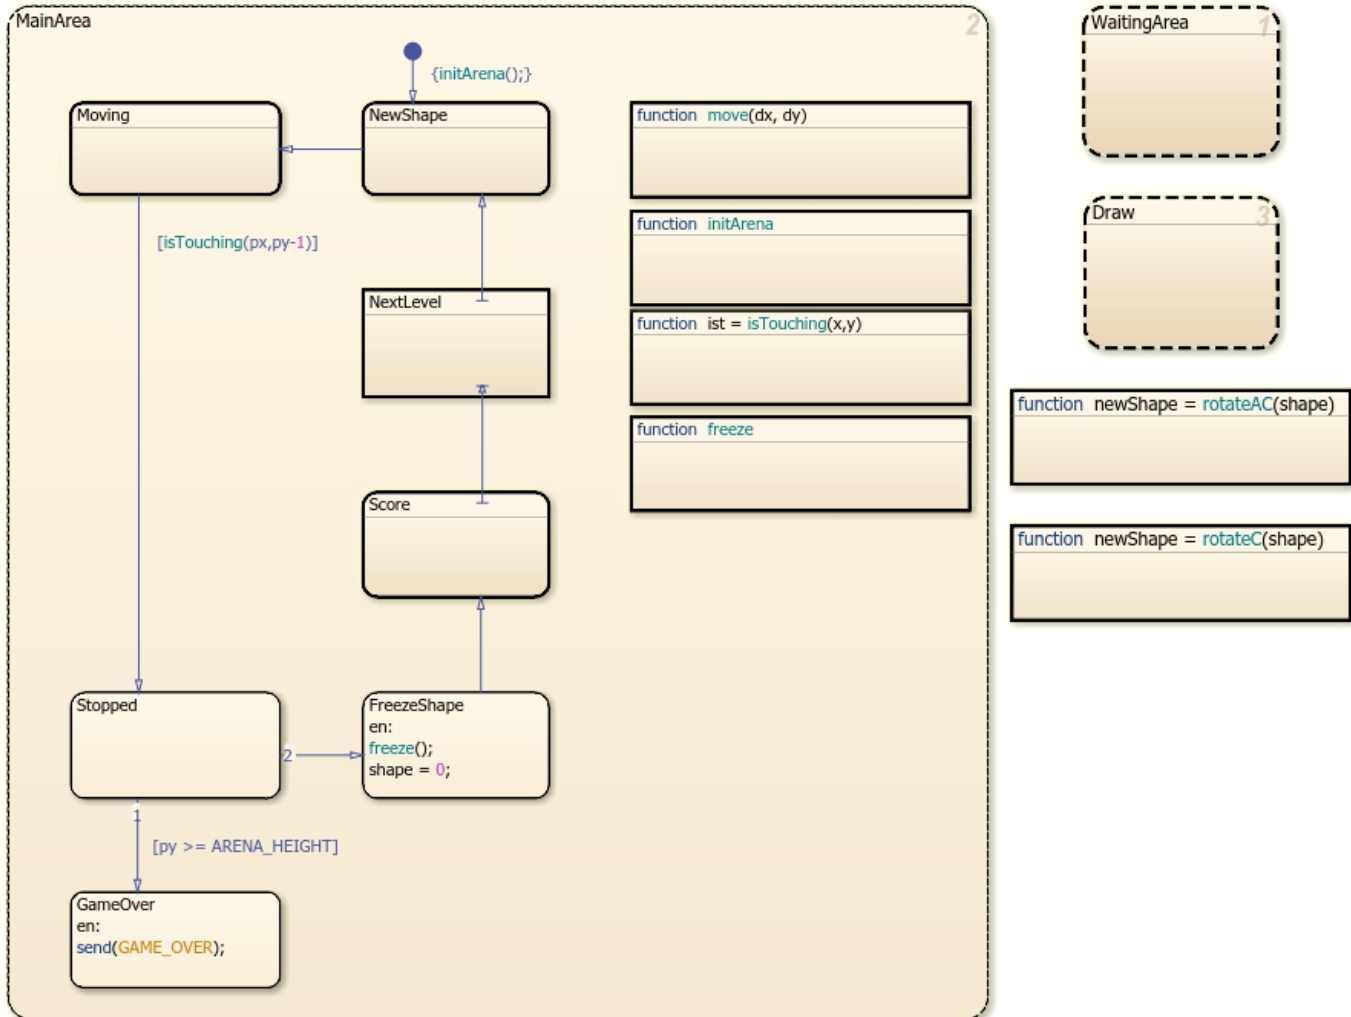 MainArea
2
{initArena();}
Moving
NewShape
[isTouching(px,py-1)]
NextLevel
Score
Stopped
2
FreezeShape
en:
freeze();
shape = 0;
1
[py >= ARENA_HEIGHT]
GameOver
en:
send(GAME_OVER);
function move(dx, dy)
function initArena
function ist = isTouching(x,y)
function freeze
WaitingArea
1
Draw
3
function newShape = rotateAC(shape)
function newShape = rotateC(shape)